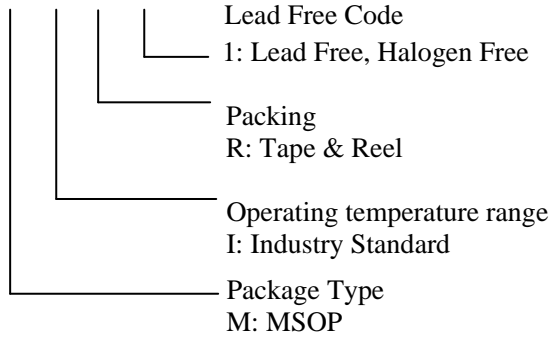 Lead Free Code
1: Lead Free, Halogen Free
Packing
R: Tape & Reel
Operating temperature range
I: Industry Standard
Package Type
M: MSOP